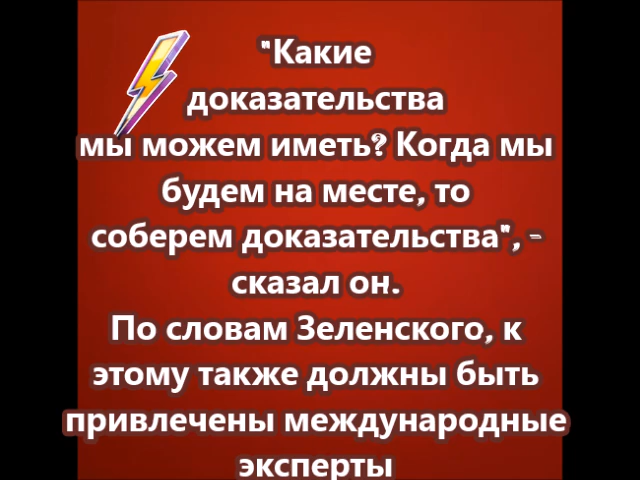 "Какие
доказательства
мы можем иметь? Когда мы
будем на месте, то
соберем доказательства", -
сказал он.
По словам Зеленского, к
этому также должны быть
привлечены международные
эксперты